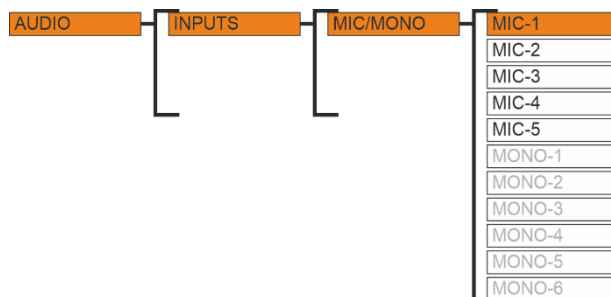 AUDIO INPUTS MIC/MONO MIC-1
MIC-2
MIC-3
MIC-4
MIC-5
MONO-1
MONO-2
MONO-3
MONO-4
MONO-5
MONO-6